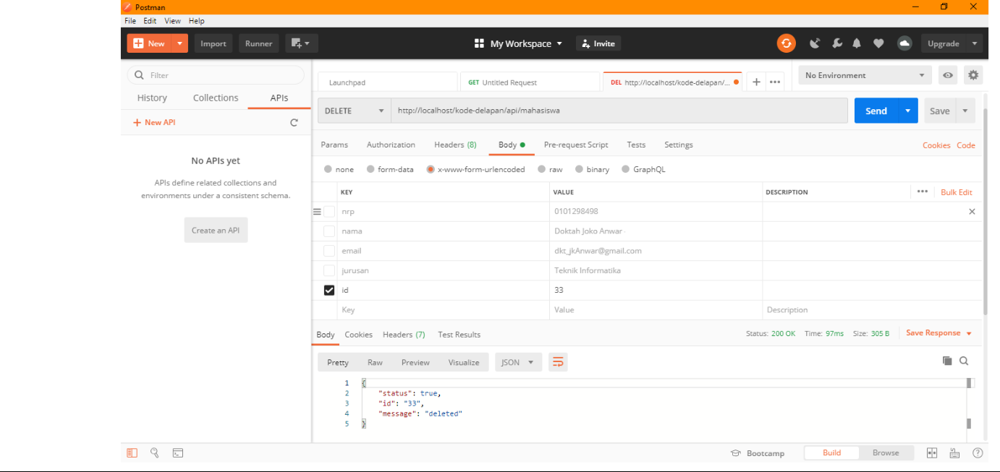 Postman
File Edit View Help
New Import Runner My Workspace Invite Upgrade
Filter
History Collections APIs
+ New API
No APIs yet
APIs define related collections and
environments under a consistent schema.
Create an API
Launchpad GET Untitled Request DEL http://localhost/kode-delapan/... + ••• No Environment
DELETE http://localhost/kode-delapan/api/mahasiswa Send Save
Params Authorization Headers (8) Body Pre-request Script Tests Settings Cookies Code
none form-data x-www-form-urlencoded raw binary GraphQL
KEY VALUE DESCRIPTION ••• Bulk Edit
nrp 0101298498
nama Doktah Joko Anwar
email dkt_jkAnwar@gmail.com
jurusan Teknik Informatika
id 33
Key Value Description
Body Cookies Headers (7) Test Results Status: 200 OK Time: 97ms Size: 305 B Save Response
Pretty Raw Preview Visualize JSON
1 {
2 "status": true,
3 "id": "33",
4 "message": "deleted"
5 }
Bootcamp Build Browse